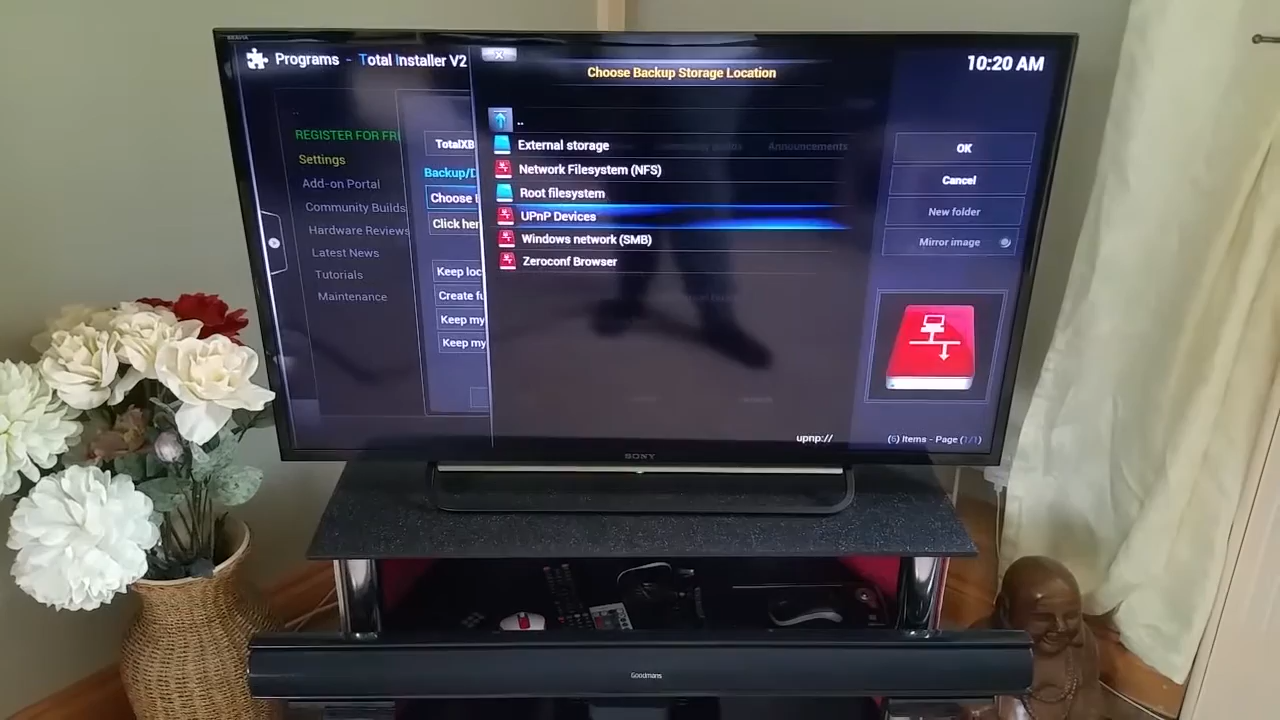 BRAVIA
Programs - Total Installer V2
REGISTER FOR FR
Settings
Add-on Portal
Community Builds
Hardware Reviews
Latest News
Tutorials
Maintenance
TotalXB
Backup/
Choose
Click her
Keep loc
Create fu
Keep my
Keep my
X
Choose Backup Storage Location
..
External storage
Announcements
Network Filesystem (NFS)
Root filesystem
UPnP Devices
Windows network (SMB)
Zeroconf Browser
10:20 AM
OK
Cancel
New folder
Mirror image
upnp://
(6) Items - Page (1/1)
SONY
Goodmans